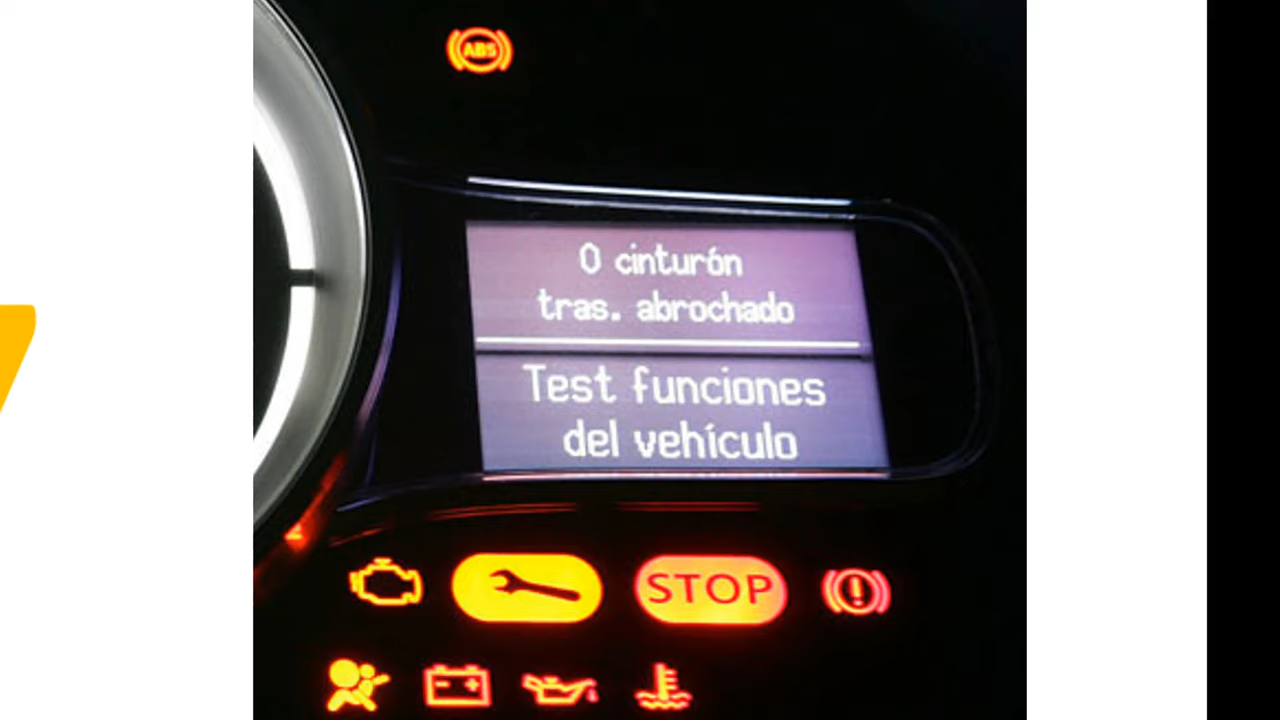 ABS
0 cinturón
tras. abrochado
Test funciones
del vehículo
STOP